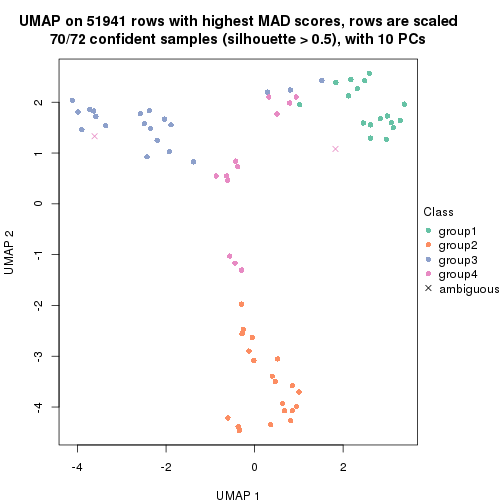 UMAP on 51941 rows with highest MAD scores, rows are scaled
70/72 confident samples (silhouette > 0.5), with 10 PCs
2
1
0
-1
-2
-3
-4
UMAP 2
-4
-2
0
2
UMAP 1
Class
group1
group2
group3
group4
ambiguous